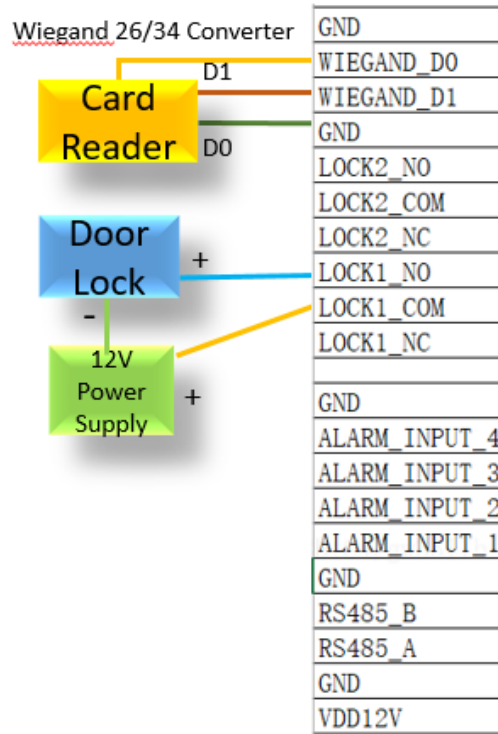 Wiegand 26/34 Converter
D1
Card
Reader
D0
Door
Lock
+
-
12V
Power
Supply
+
GND
WIEGAND_D0
WIEGAND_D1
GND
LOCK2_NO
LOCK2_COM
LOCK2_NC
LOCK1_NO
LOCK1_COM
LOCK1_NC
GND
ALARM_INPUT_4
ALARM_INPUT_3
ALARM_INPUT_2
ALARM_INPUT_1
GND
RS485_B
RS485_A
GND
VDD12V